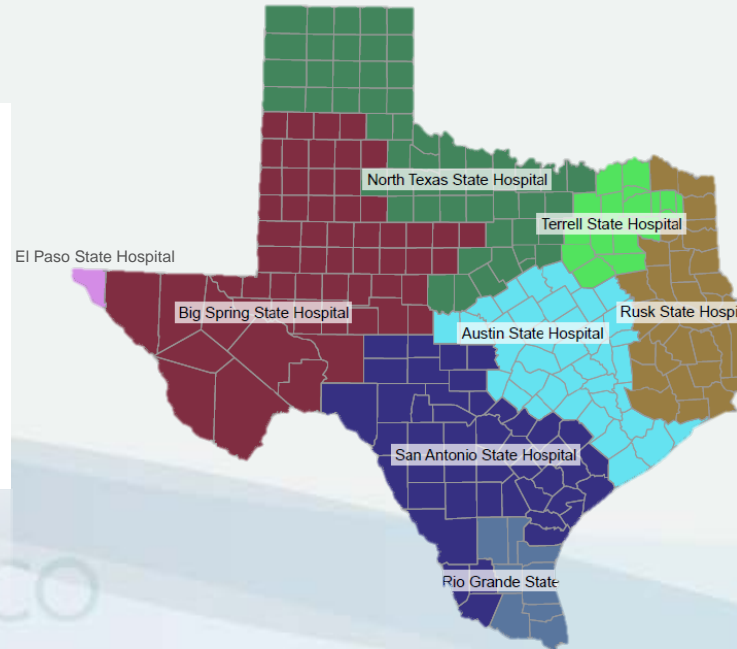 North Texas State Hospital
Terrell State Hospital
El Paso State Hospital
Big Spring State Hospital
Austin State Hospital
Rusk State Hospi
San Antonio State Hospital
Rio Grande State
CO